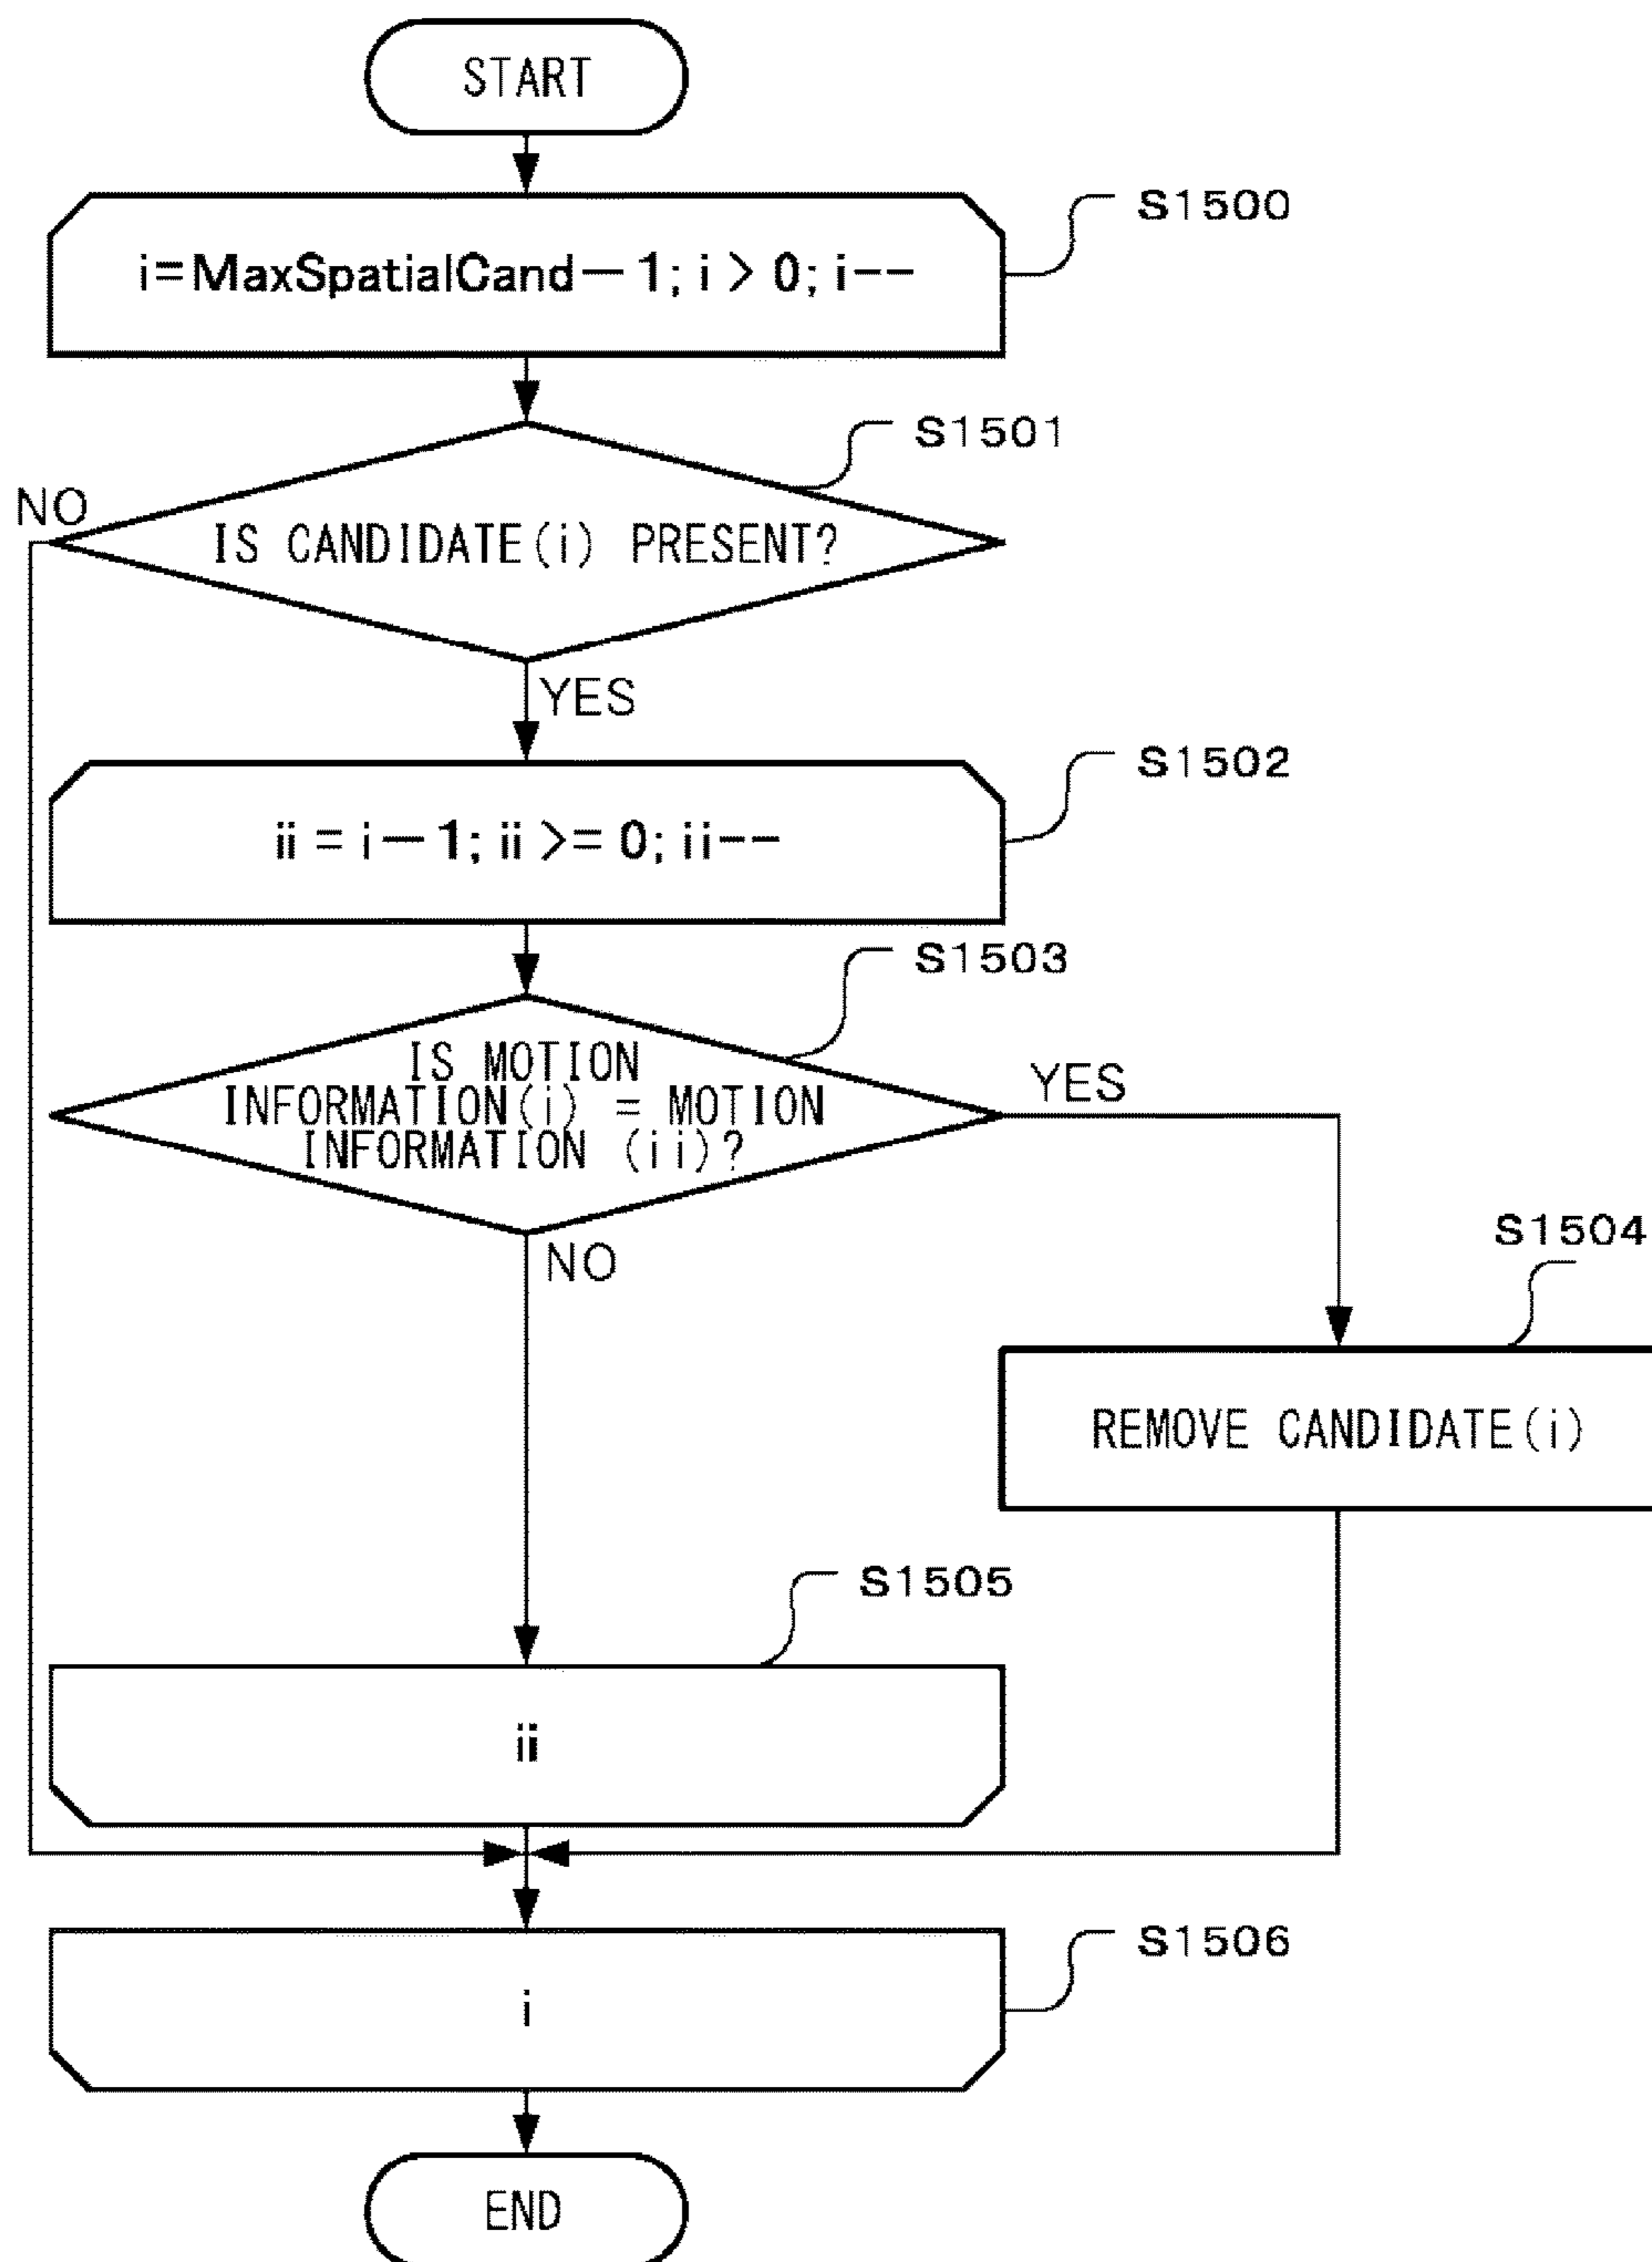 START
S1500
i=MaxSpatialCand-1; i > 0; i--
S1501
NO
IS CANDIDATE(i) PRESENT?
YES
S1502
ii = i-1; ii >= 0; ii--
S1503
IS MOTION
INFORMATION(i) = MOTION
INFORMATION (ii)?
YES
NO
S1504
REMOVE CANDIDATE(i)
S1505
ii
S1506
i
END